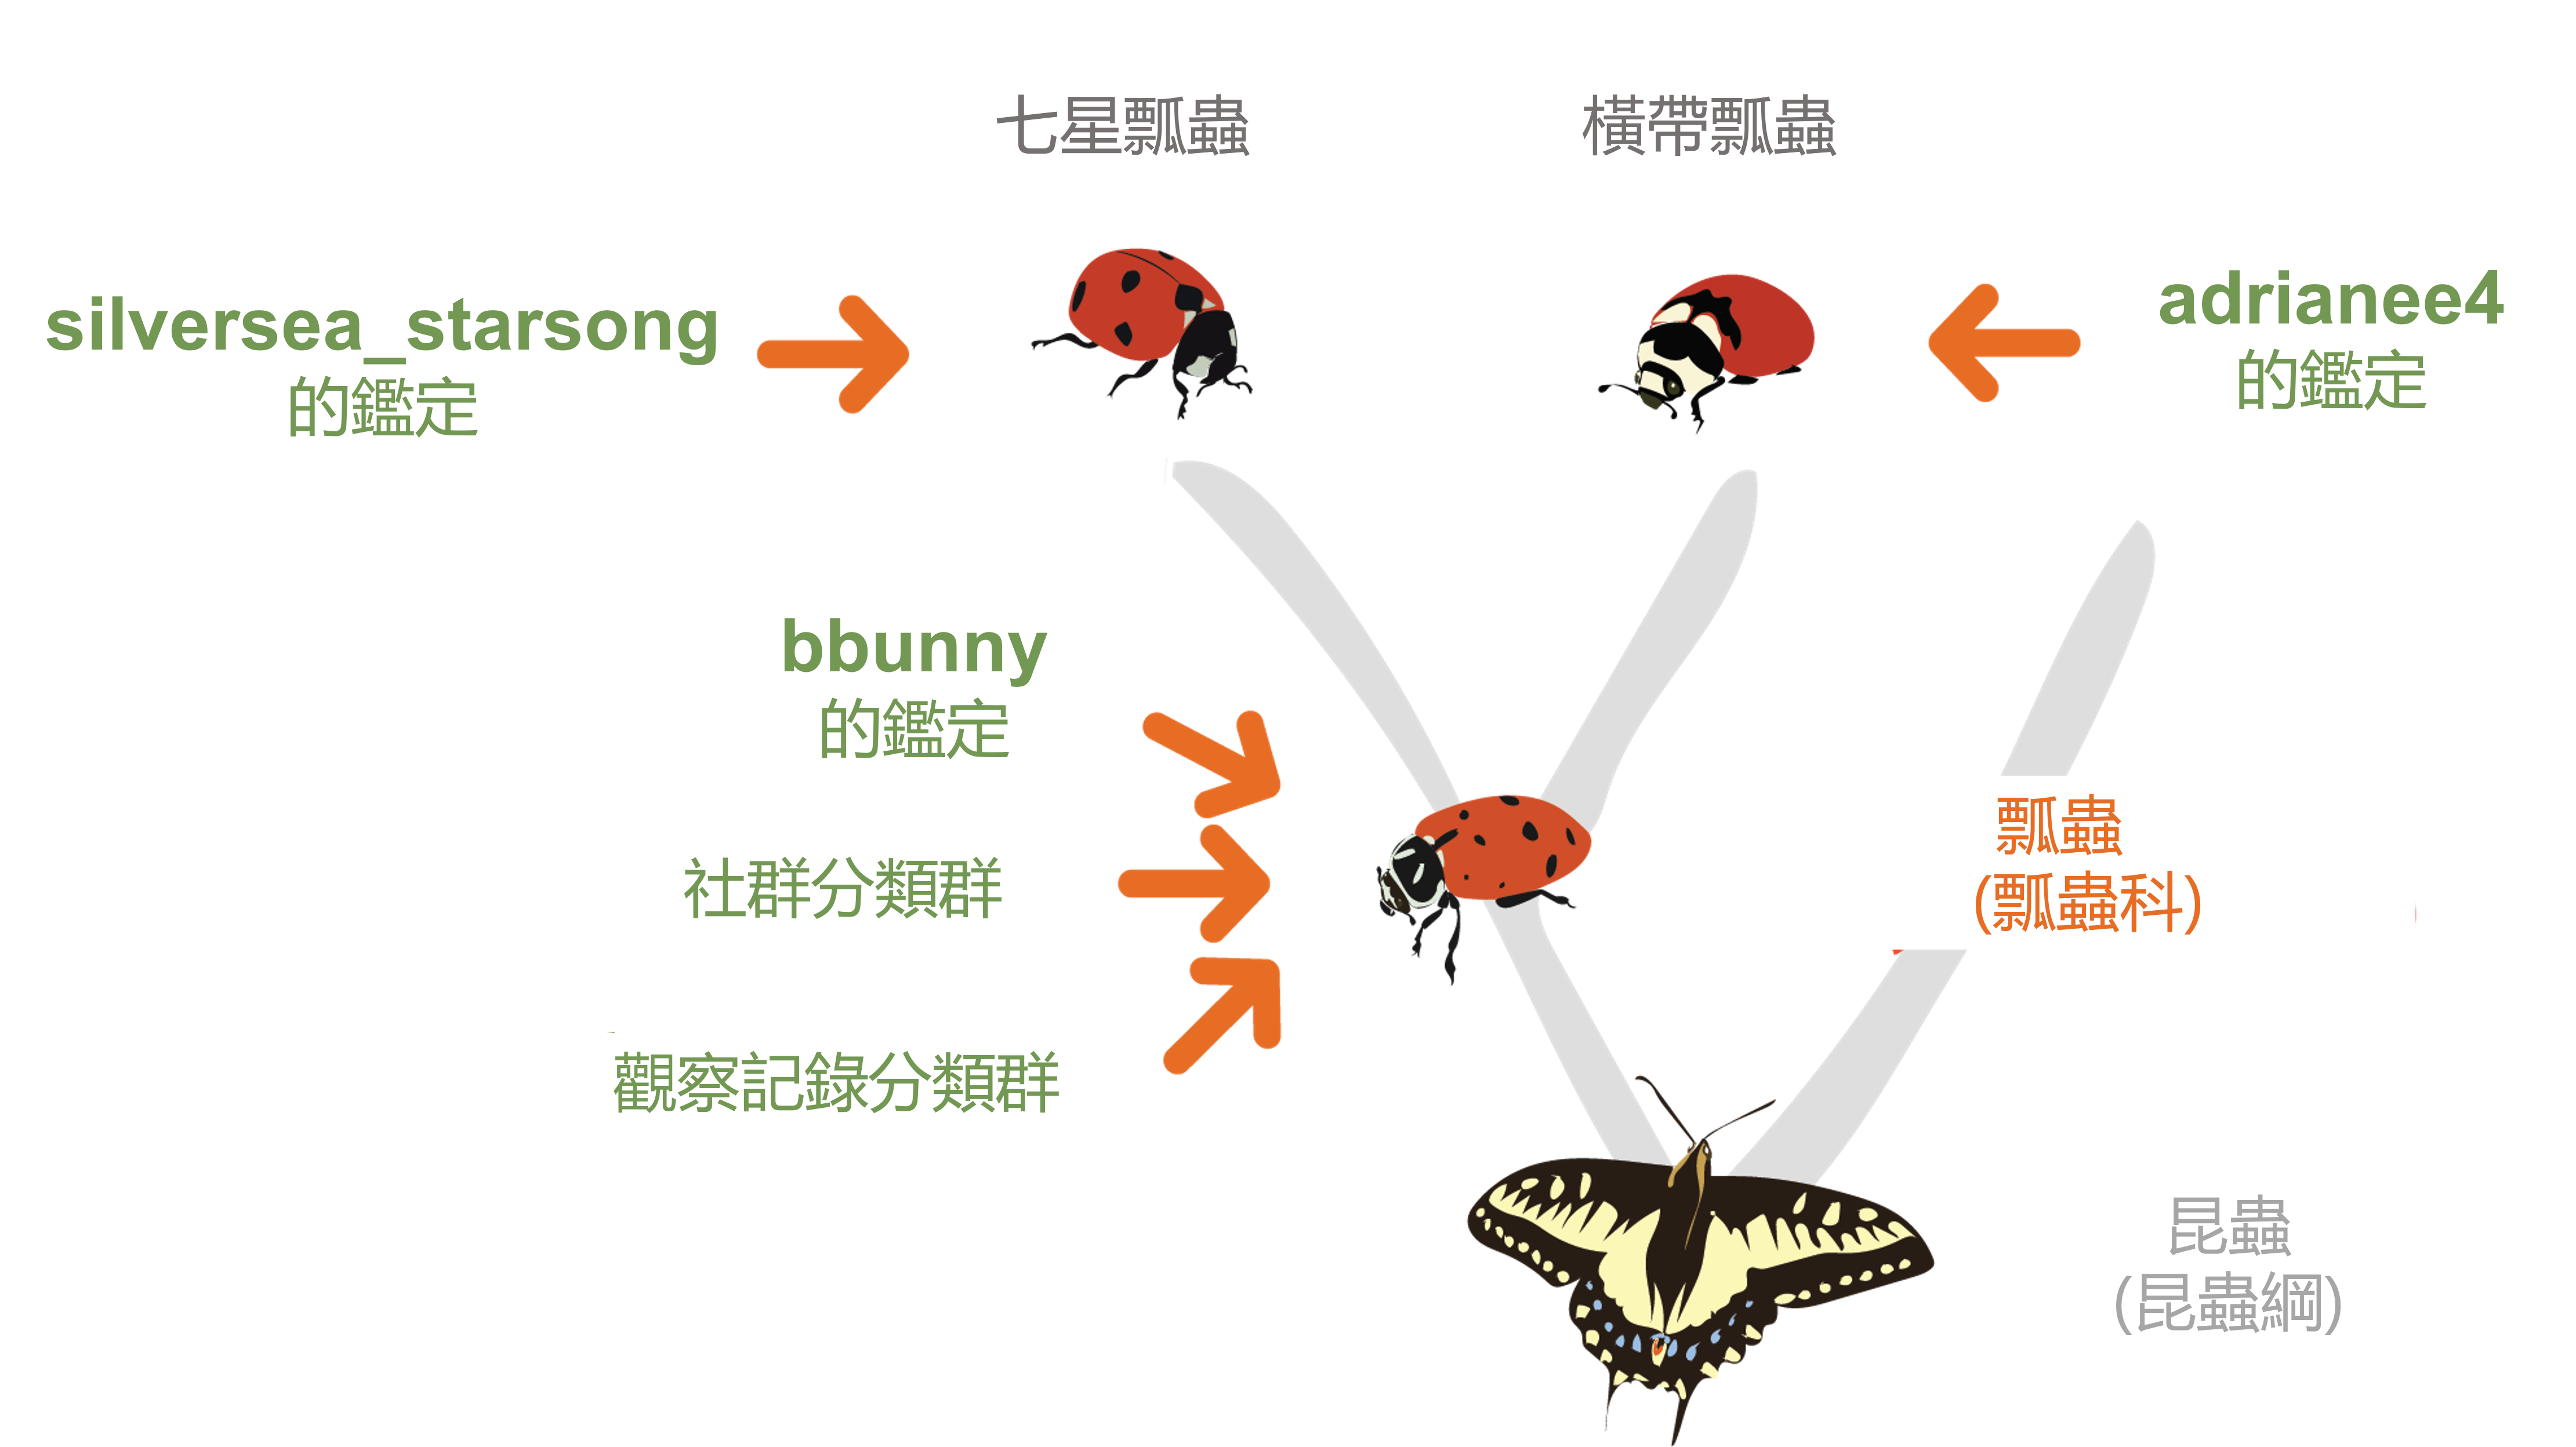 七星瓢蟲
橫帶瓢蟲
silversea_starsong
的鑑定
adrianee4
的鑑定
bbunny
的鑑定
社群分類群
觀察記錄分類群
瓢蟲
(瓢蟲科)
昆蟲
(昆蟲綱)